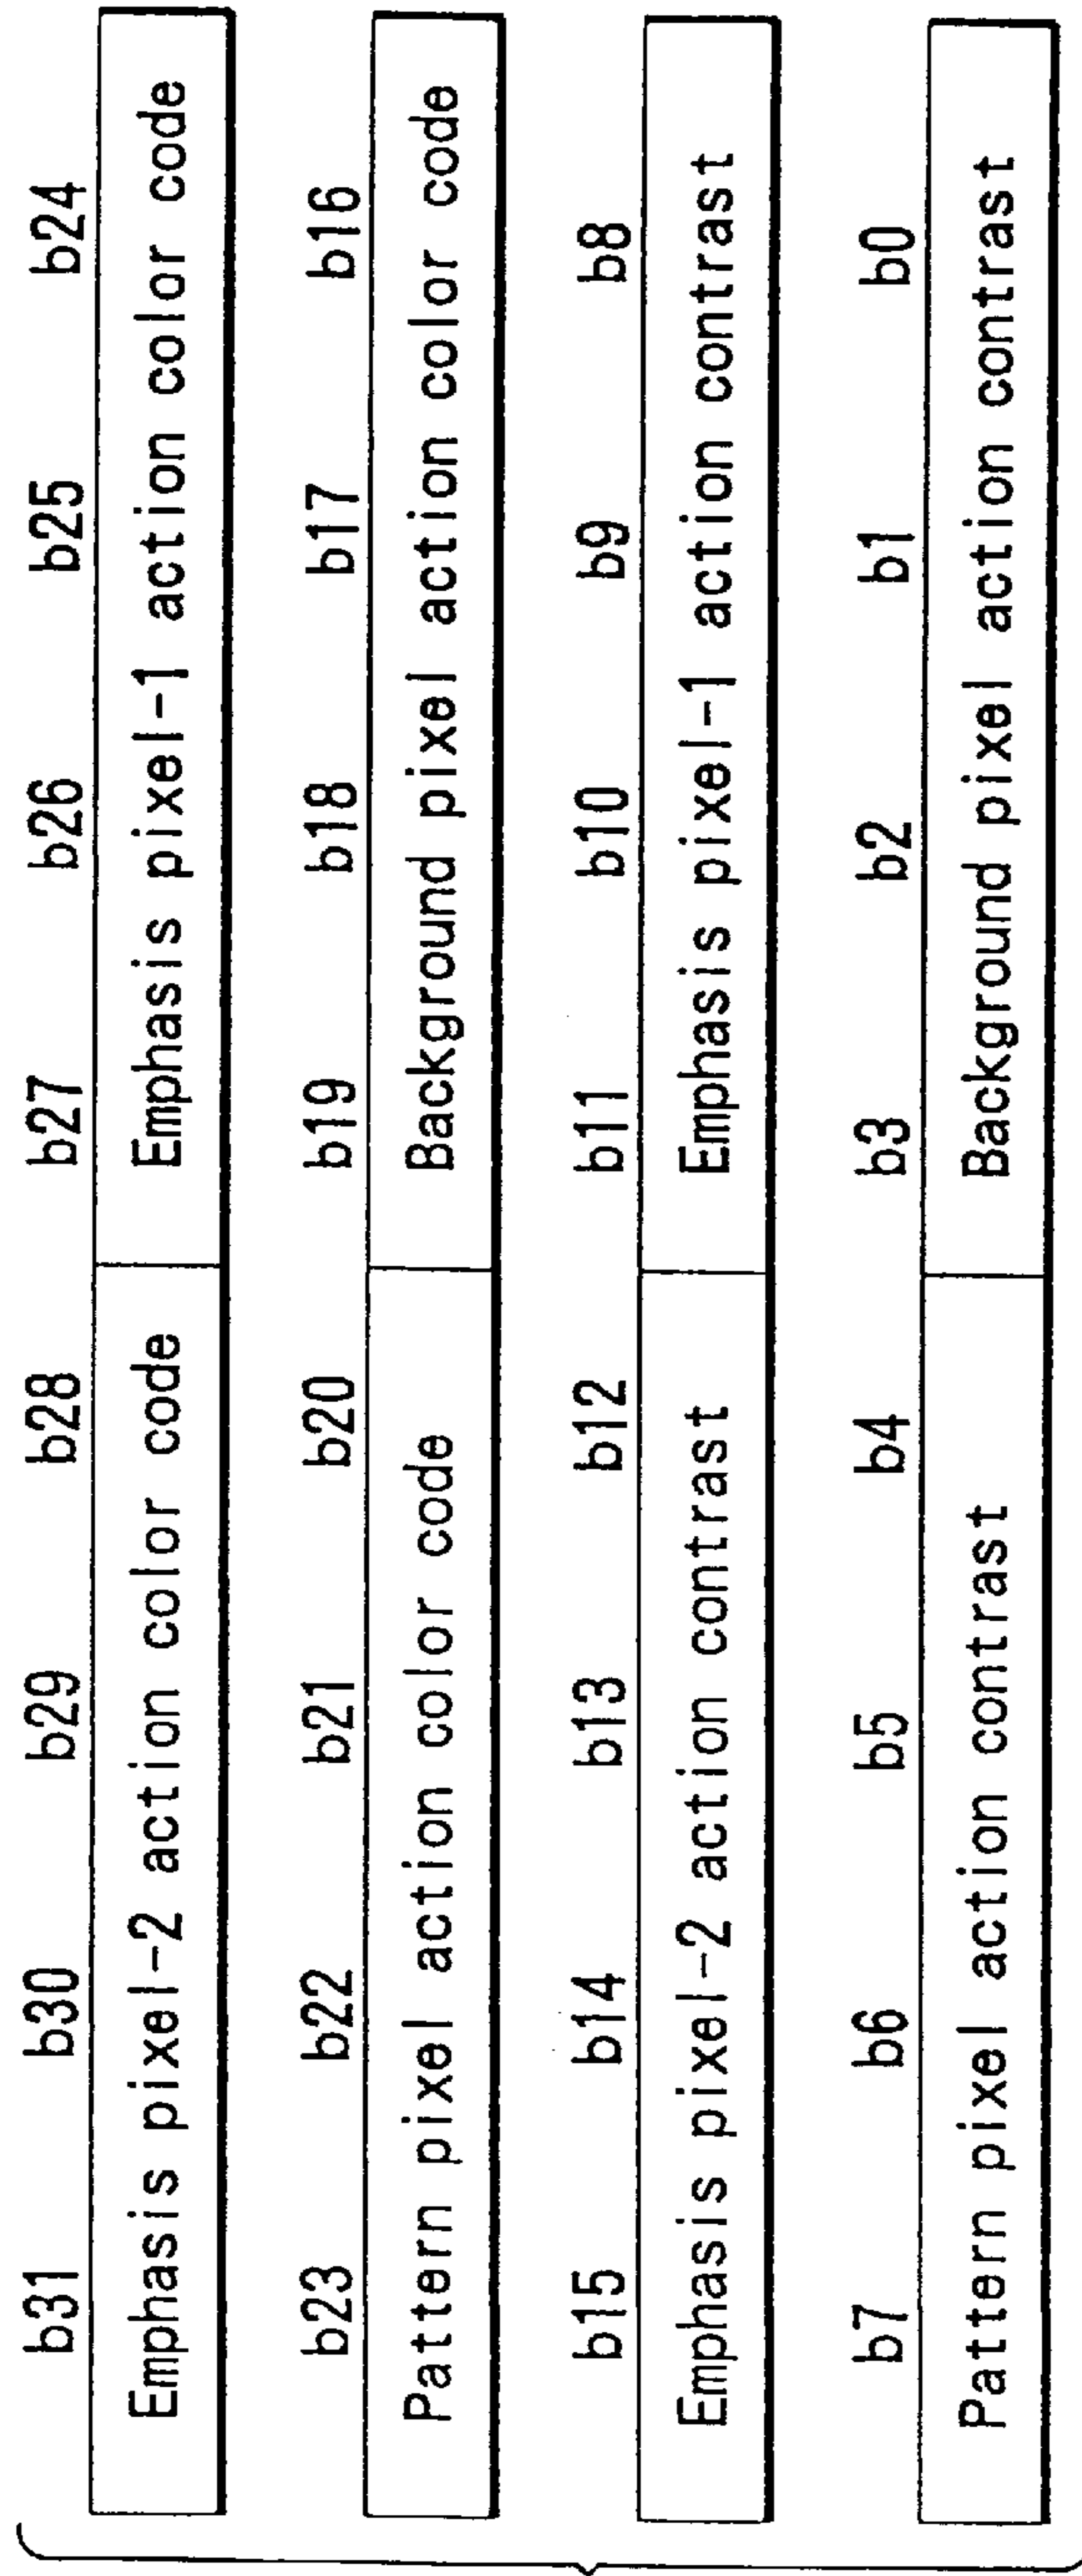 b31 b30 b29 b28 b27 b26 b25 b24
Emphasis pixel-2 action color code Emphasis pixel-1 action color code
b23 b22 b21 b20 b19 b18 b17 b16
Pattern pixel action color code Background pixel action color code
b15 b14 b13 b12 b11 b10 b9 b8
Emphasis pixel-2 action contrast Emphasis pixel-1 action contrast
b7 b6 b5 b4 b3 b2 b1 b0
Pattern pixel action contrast Background pixel action contrast